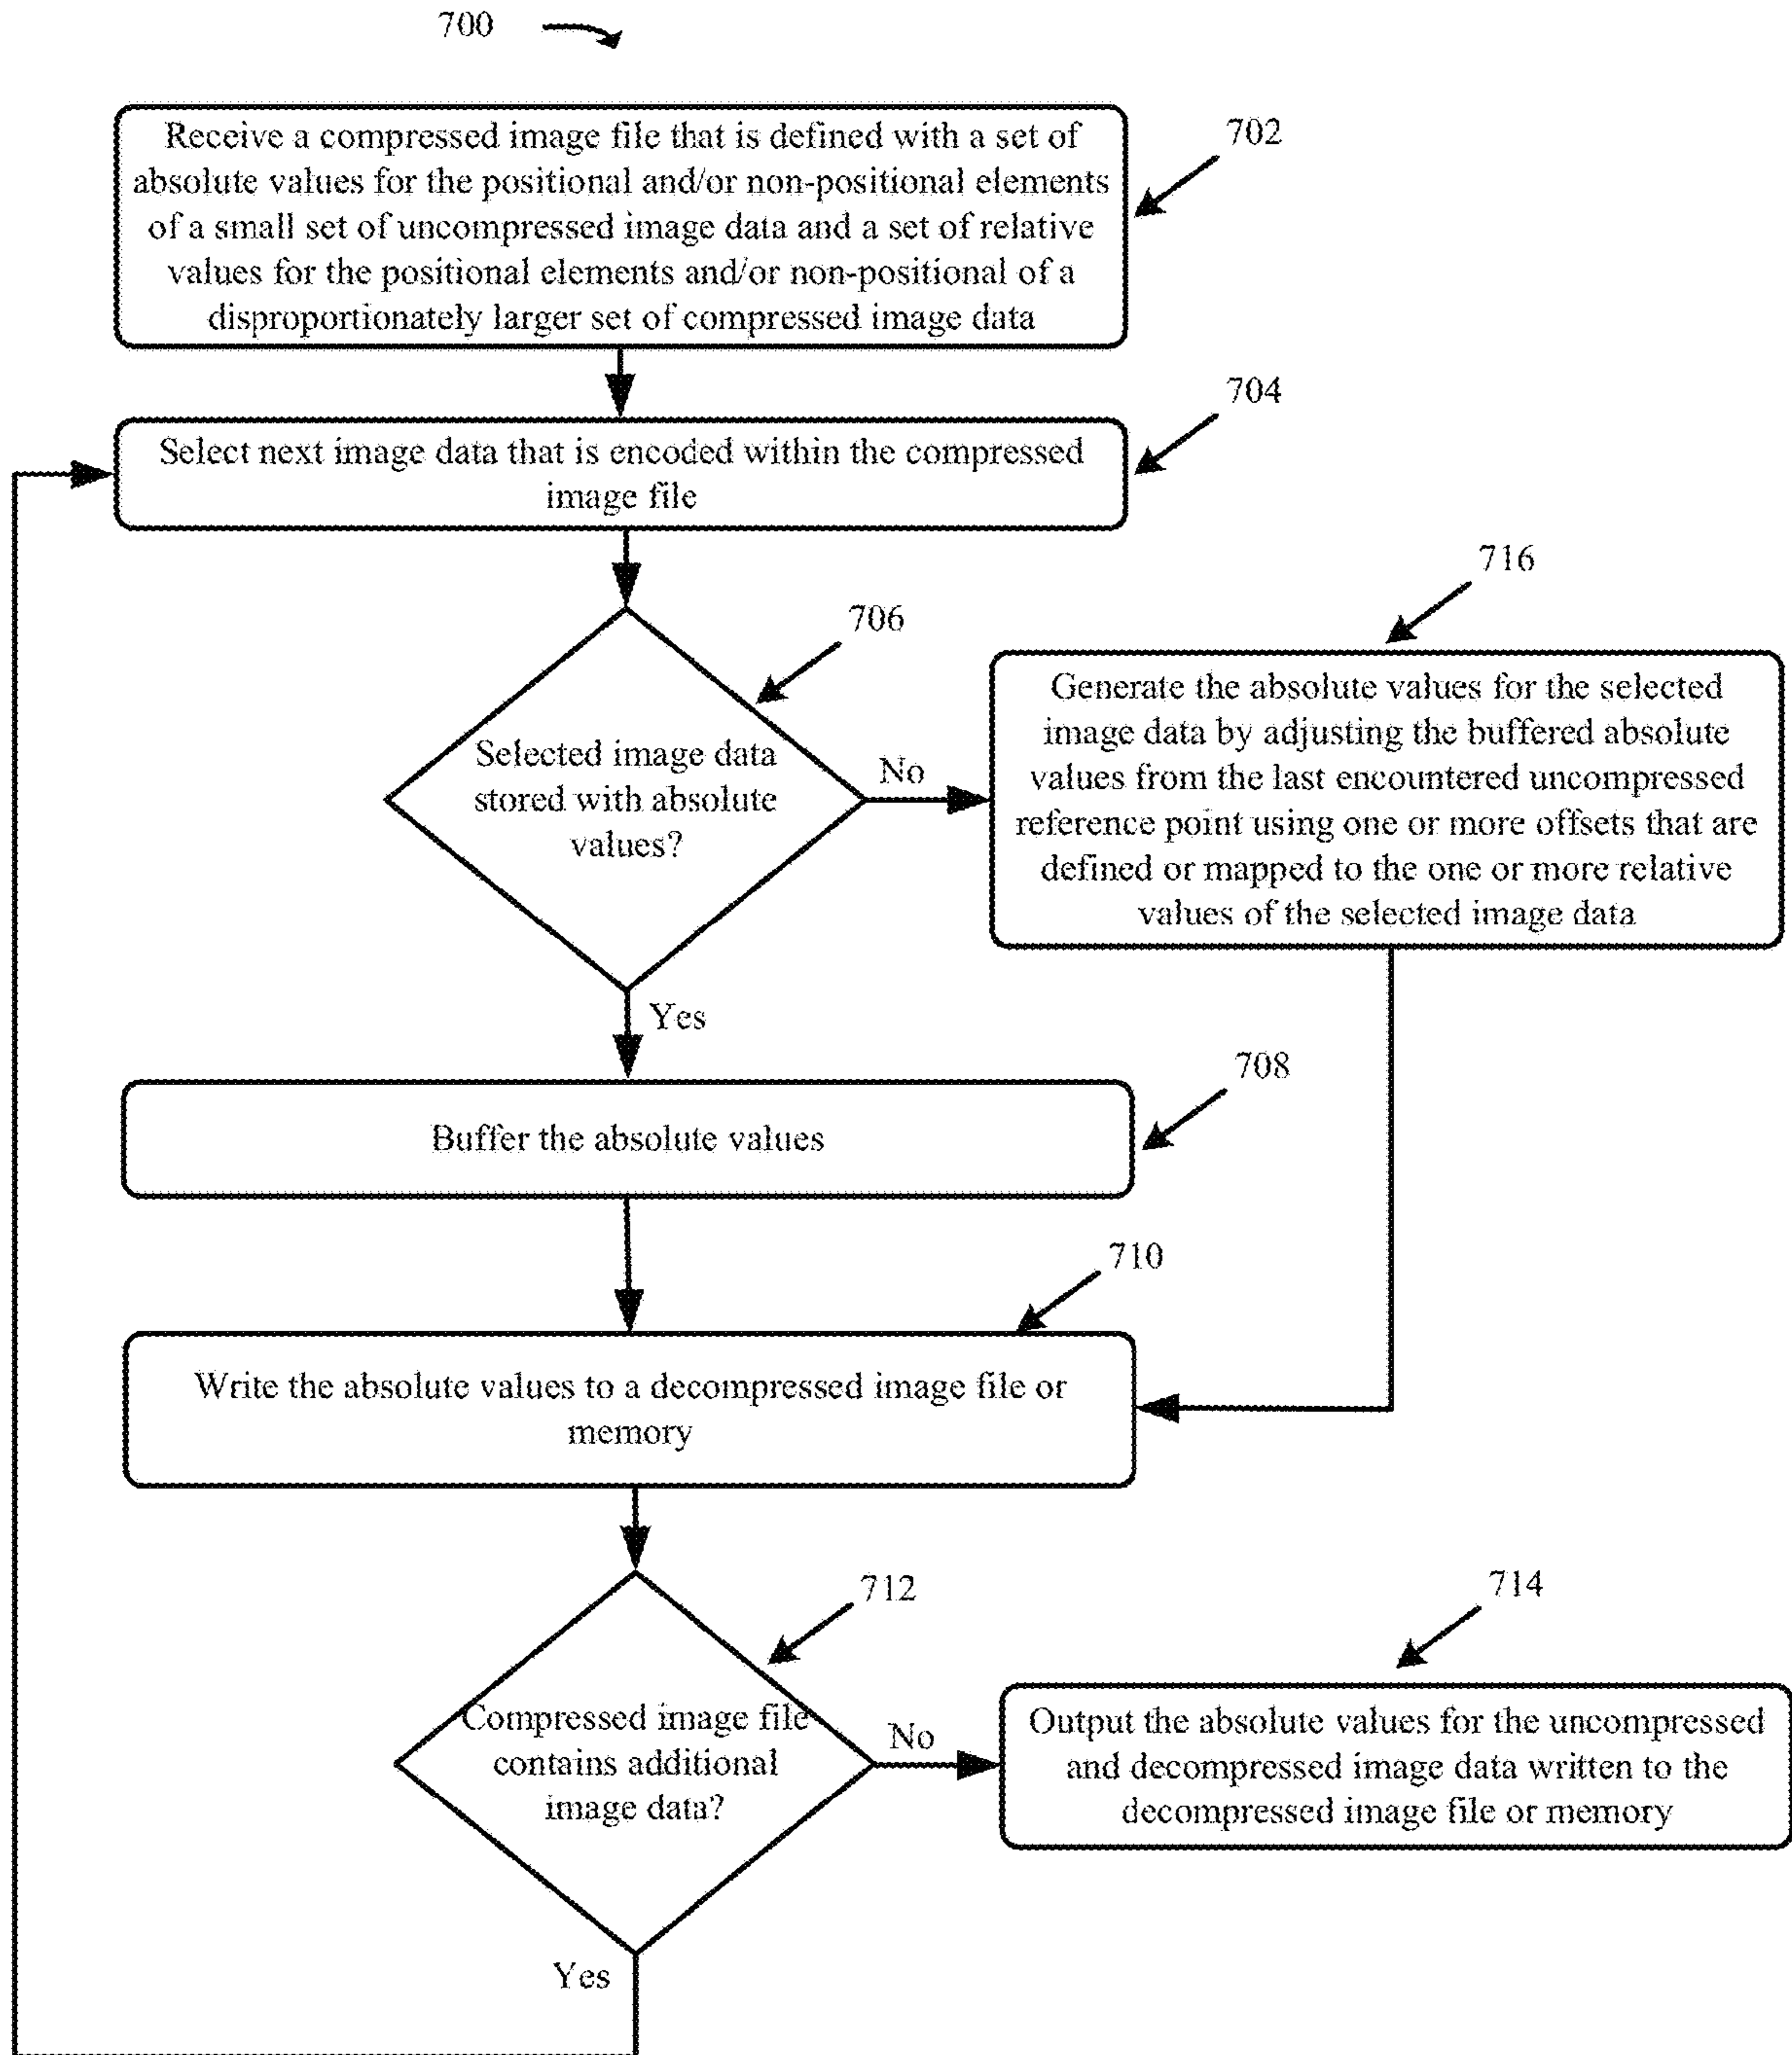 700
Receive a compressed image file that is defined with a set of
absolute values for the positional and/or non-positional elements
of a small set of uncompressed image data and a set of relative
values for the positional elements and/or non-positional of a
disproportionately larger set of compressed image data
702
704
Select next image data that is encoded within the compressed
image file
716
706
Selected image data
stored with absolute
values?
No
Generate the absolute values for the selected
image data by adjusting the buffered absolute
values from the last encountered uncompressed
reference point using one or more offsets that are
defined or mapped to the one or more relative
values of the selected image data
Yes
708
Buffer the absolute values
710
Write the absolute values to a decompressed image file or
memory
712
714
Compressed image file
contains additional
image data?
No
Output the absolute values for the uncompressed
and decompressed image data written to the
decompressed image file or memory
Yes